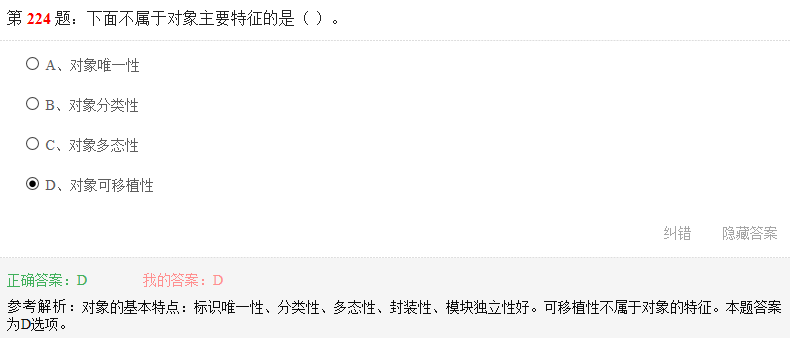 第 224 题：下面不属于对象主要特征的是（ ）。
A、对象唯一性
B、对象分类性
C、对象多态性
D、对象可移植性
纠错 隐藏答案
正确答案：D 我的答案：D
参考解析：对象的基本特点：标识唯一性、分类性、多态性、封装性、模块独立性好。可移植性不属于对象的特征。本题答案
为D选项。